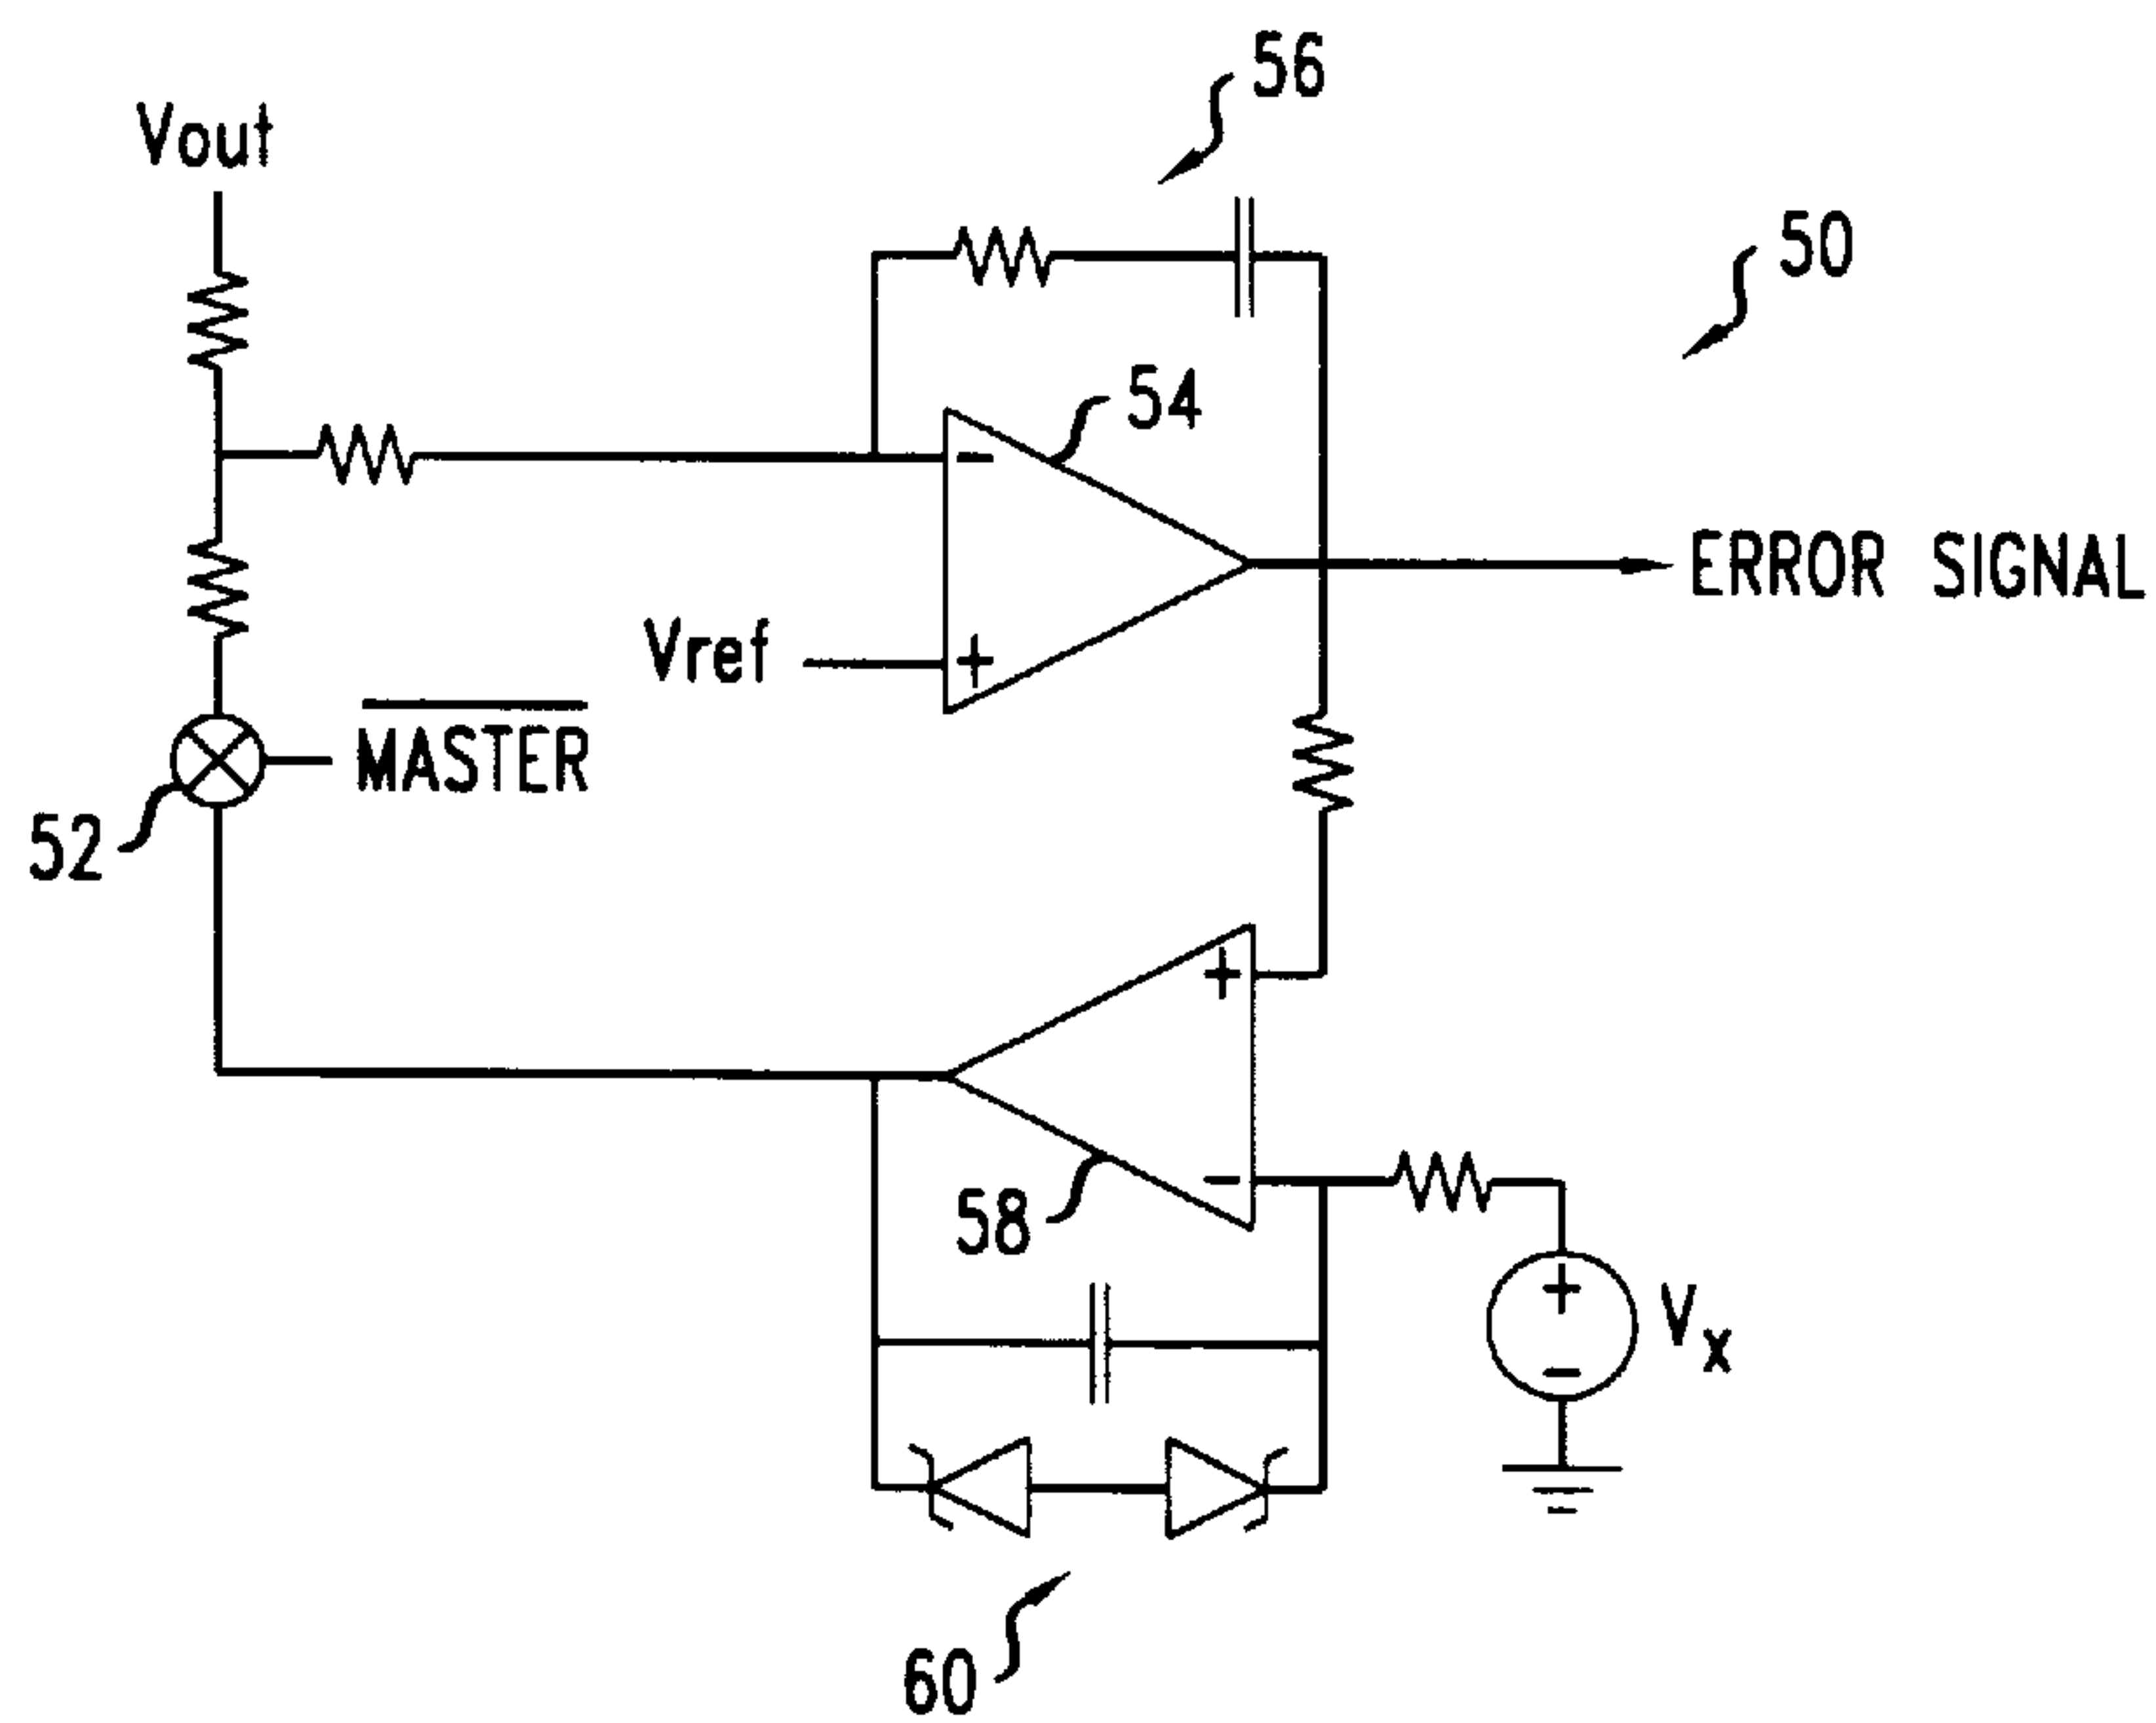 56
Vout
50
54
ERROR SIGNAL
-
Vref
+
MASTER
52
+
-
58
+
Vx
-
60